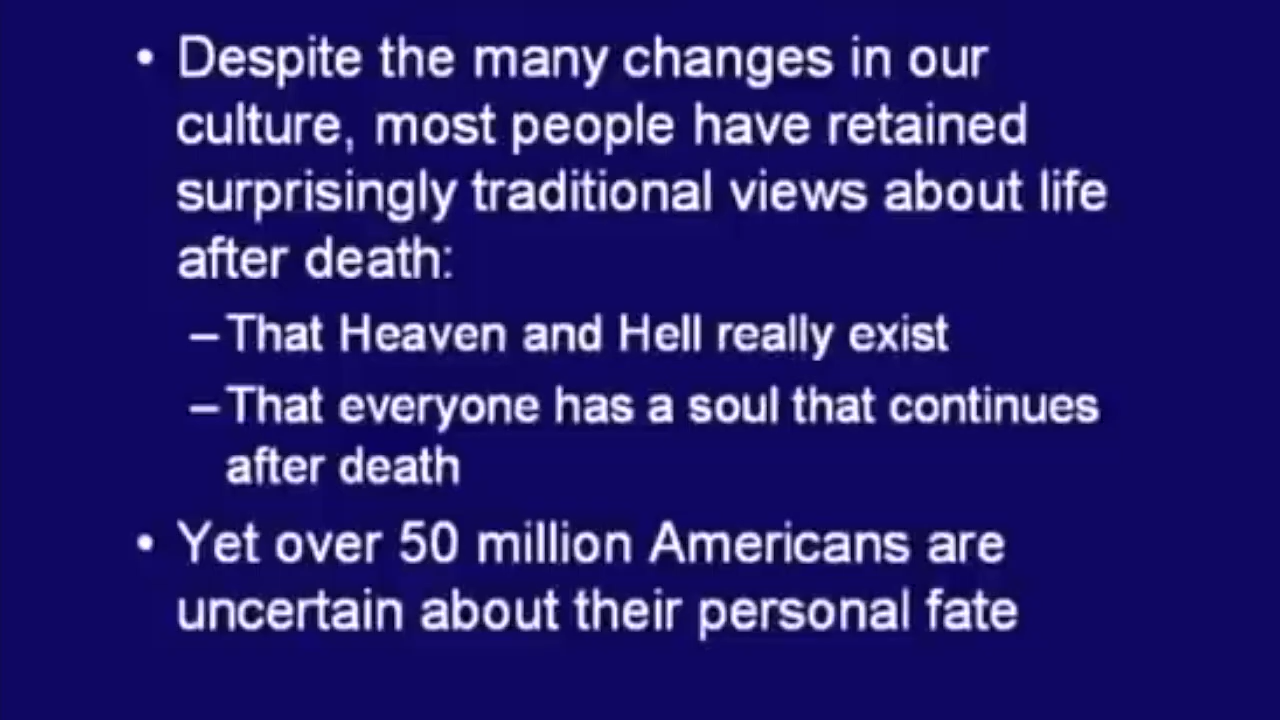 • Despite the many changes in our
culture, most people have retained
surprisingly traditional views about life
after death:
– That Heaven and Hell really exist
– That everyone has a soul that continues
after death
• Yet over 50 million Americans are
uncertain about their personal fate